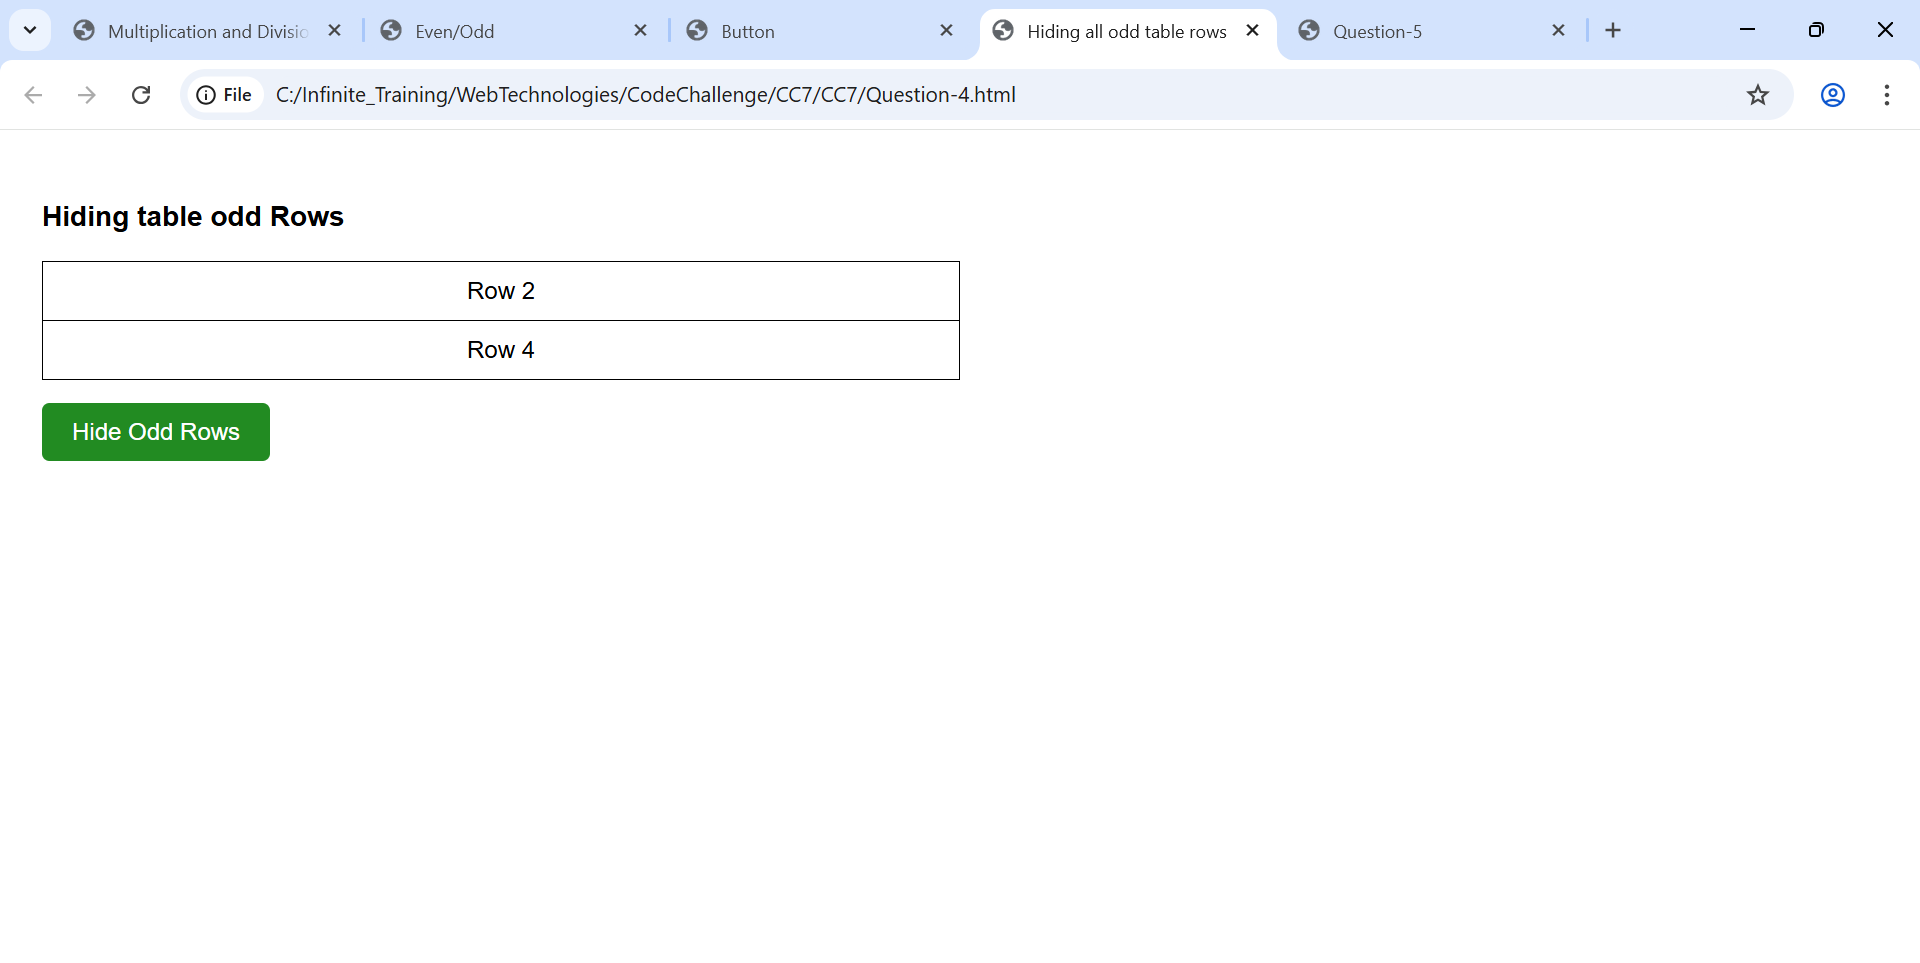 Multiplication and Divisio
Even/Odd
Button
Hiding all odd table rows
Question-5
File
C:/Infinite_Training/WebTechnologies/CodeChallenge/CC7/CC7/Question-4.html
Hiding table odd Rows
Row 2
Row 4
Hide Odd Rows